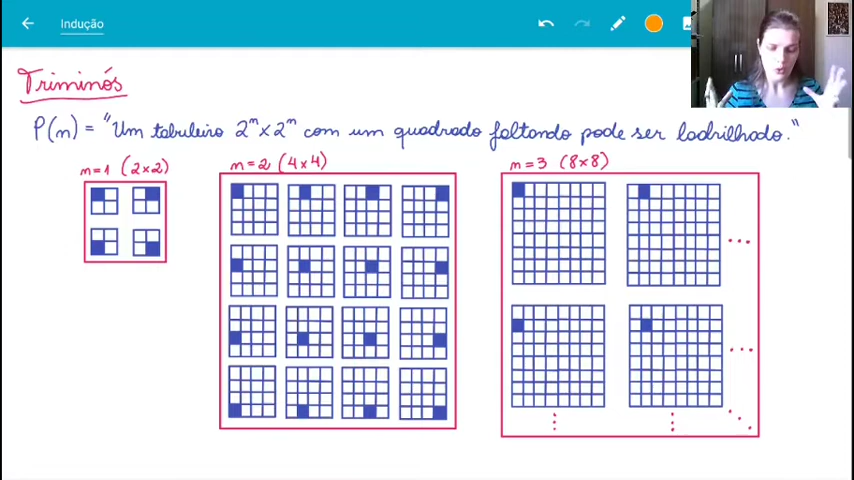 Indução
Triminós
P(n) = "Um tabuleiro 2ⁿ×2ⁿ com um quadrado faltando pode ser ladrilhado."
n=1 (2×2)
n=2 (4×4)
n=3 (8×8)